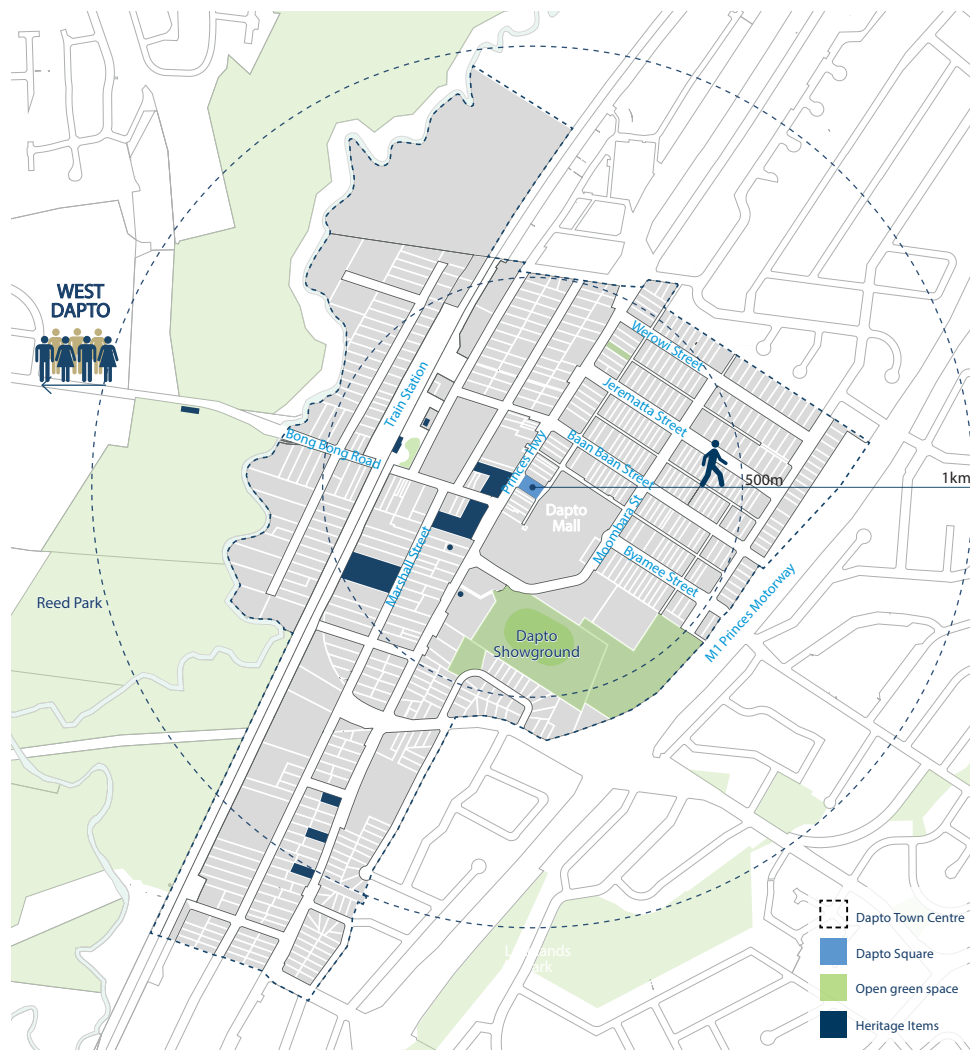 WEST
DAPTO
Werowi Street
Train Station
Jerematta Street
Bong Bong Road
Princes Hwy
Baan Baan Street
500m
1km
Dapto
Mall
Moombara St
Marshall Street
Byamee Street
M1 Princes Motorway
Reed Park
Dapto
Showground
Dapto Town Centre
Dapto Square
Open green space
Heritage Items